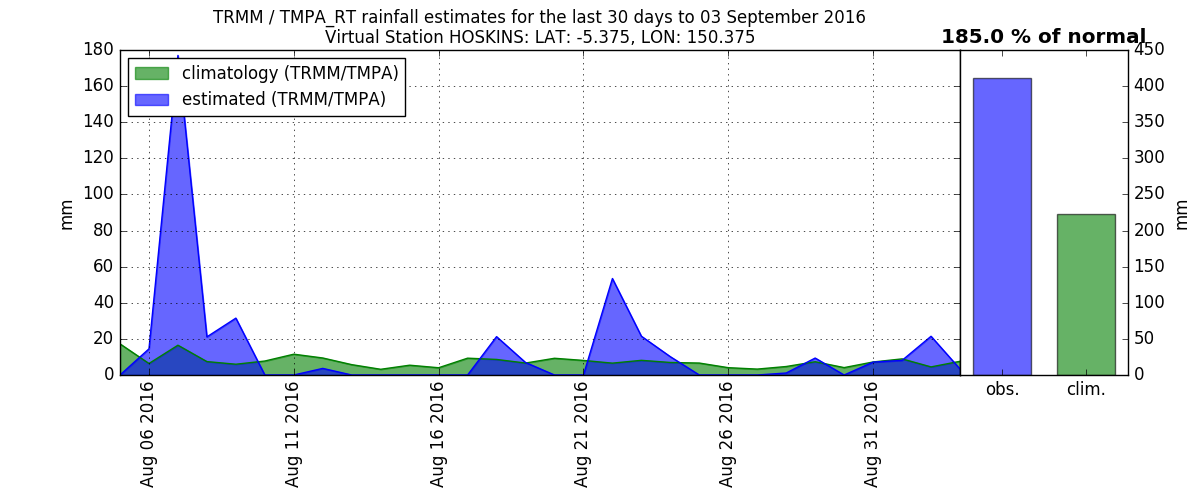 TRMM / TMPA_RT rainfall estimates for the last 30 days to 03 September 2016
Virtual Station HOSKINS: LAT: -5.375, LON: 150.375
185.0 % of normal
climatology (TRMM/TMPA)
estimated (TRMM/TMPA)
mm
180
160
140
120
100
80
60
40
20
0
Aug 06 2016
Aug 11 2016
Aug 16 2016
Aug 21 2016
Aug 26 2016
Aug 31 2016
450
400
350
300
250
200
150
100
50
0
mm
obs.
clim.